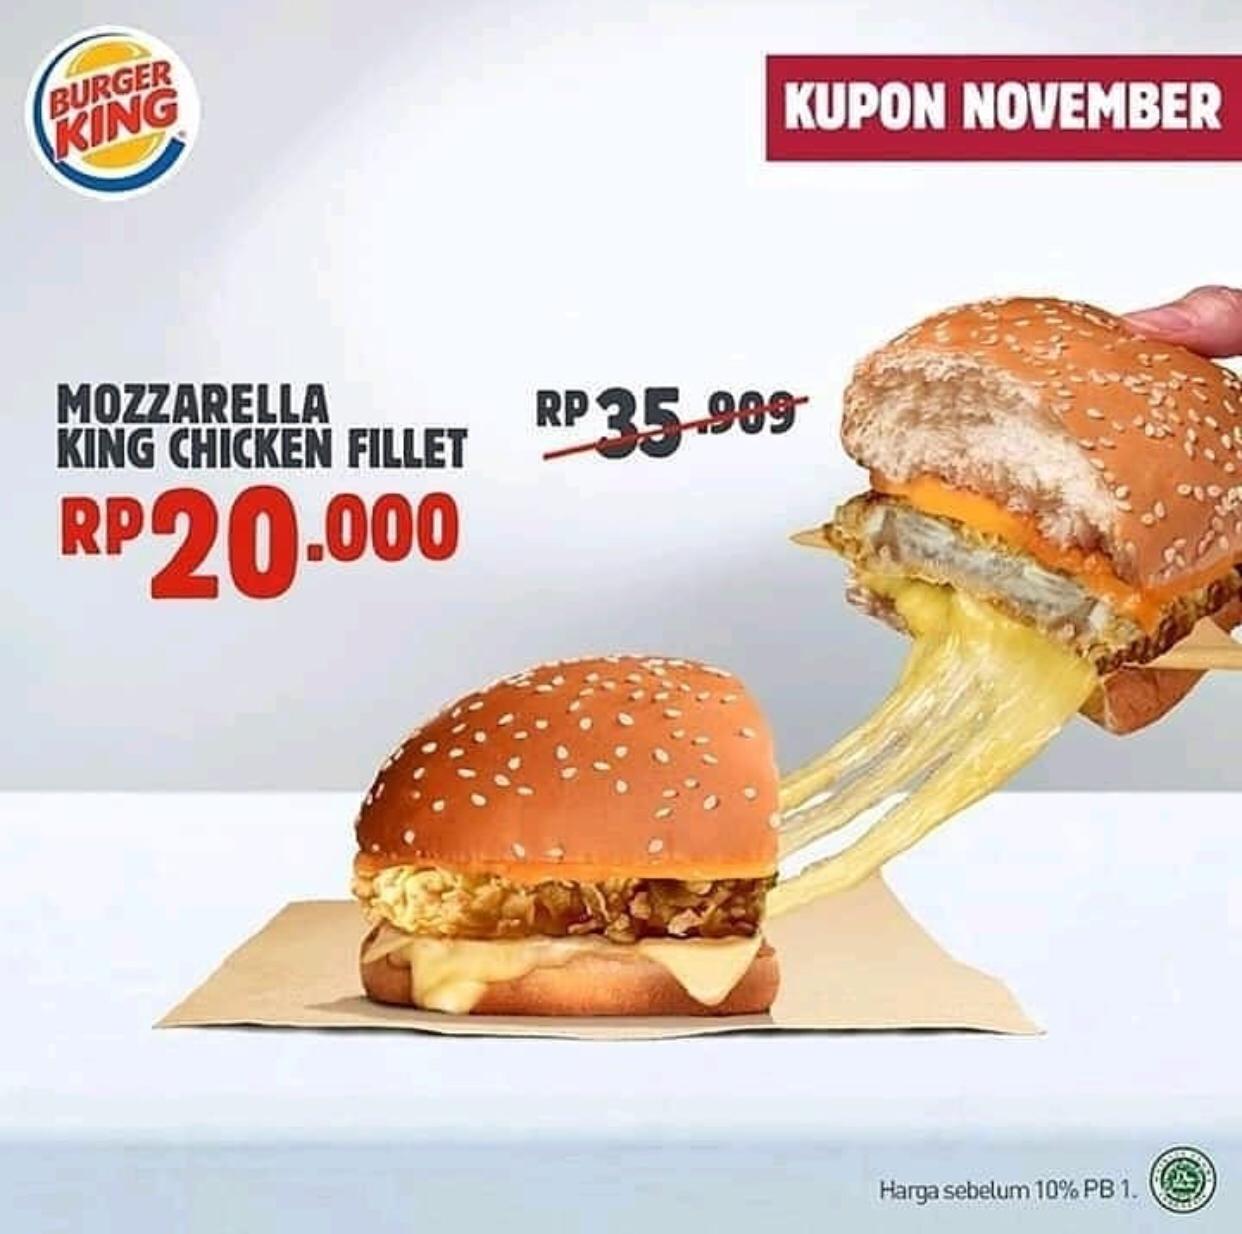 BURGER
KING
KUPON NOVEMBER
MOZZARELLA
KING CHICKEN FILLET
RP 35.909
RP 20.000
Harga sebelum 10% PB 1.